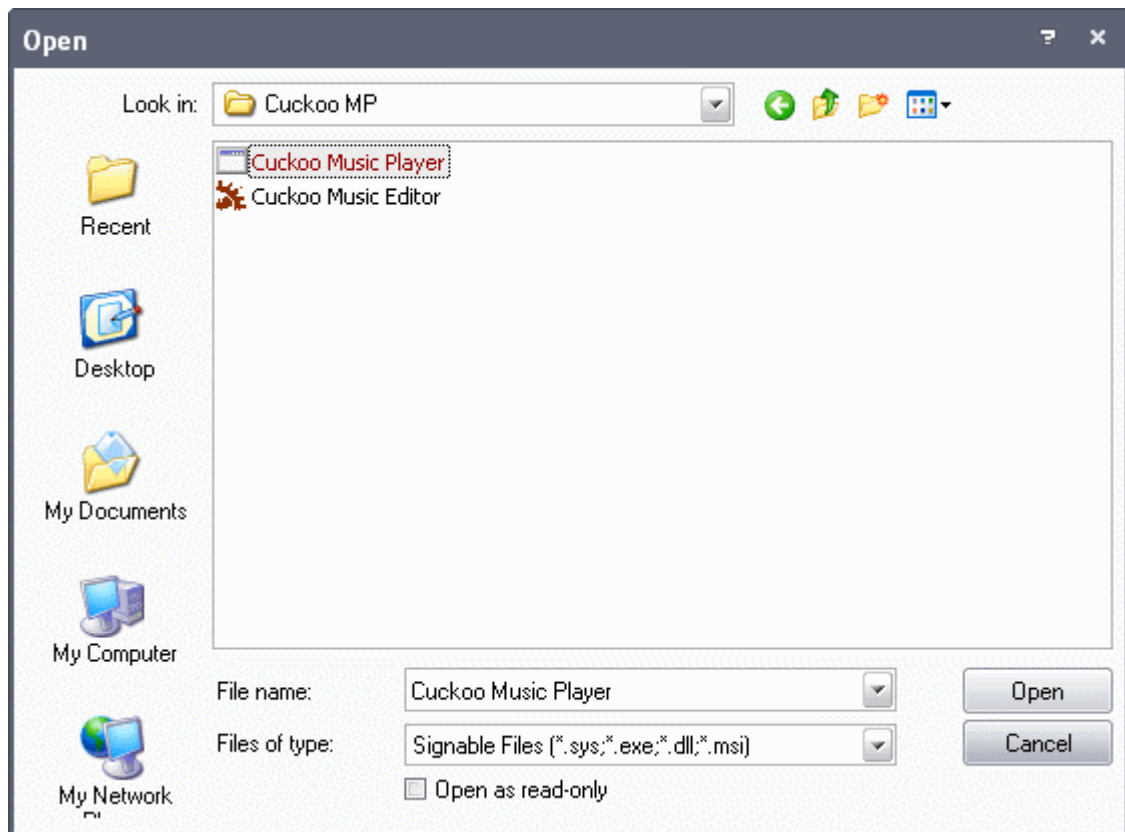 Open
Look in:
Cuckoo MP
Cuckoo Music Player
Cuckoo Music Editor
Recent
Desktop
My Documents
My Computer
My Network
File name:
Cuckoo Music Player
Open
Files of type:
Signable Files (*.sys;*.exe;*.dll;*.msi)
Cancel
Open as read-only